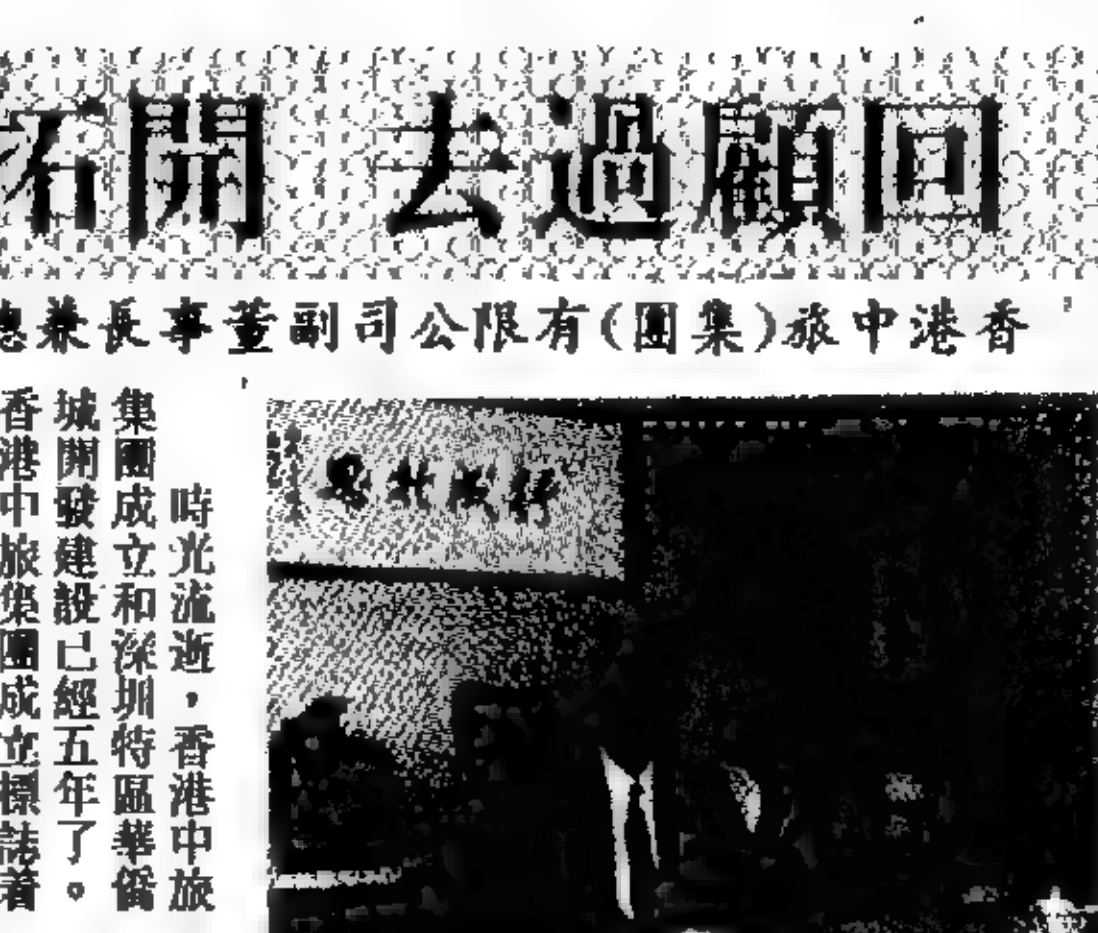 回顧過去 開拓
香港中旅(集團)有限公司副董事長兼總
時光流逝，香港中旅
集團成立和深圳特區華僑
城開發建設已經五年了。
香港中旅集團成立標誌着